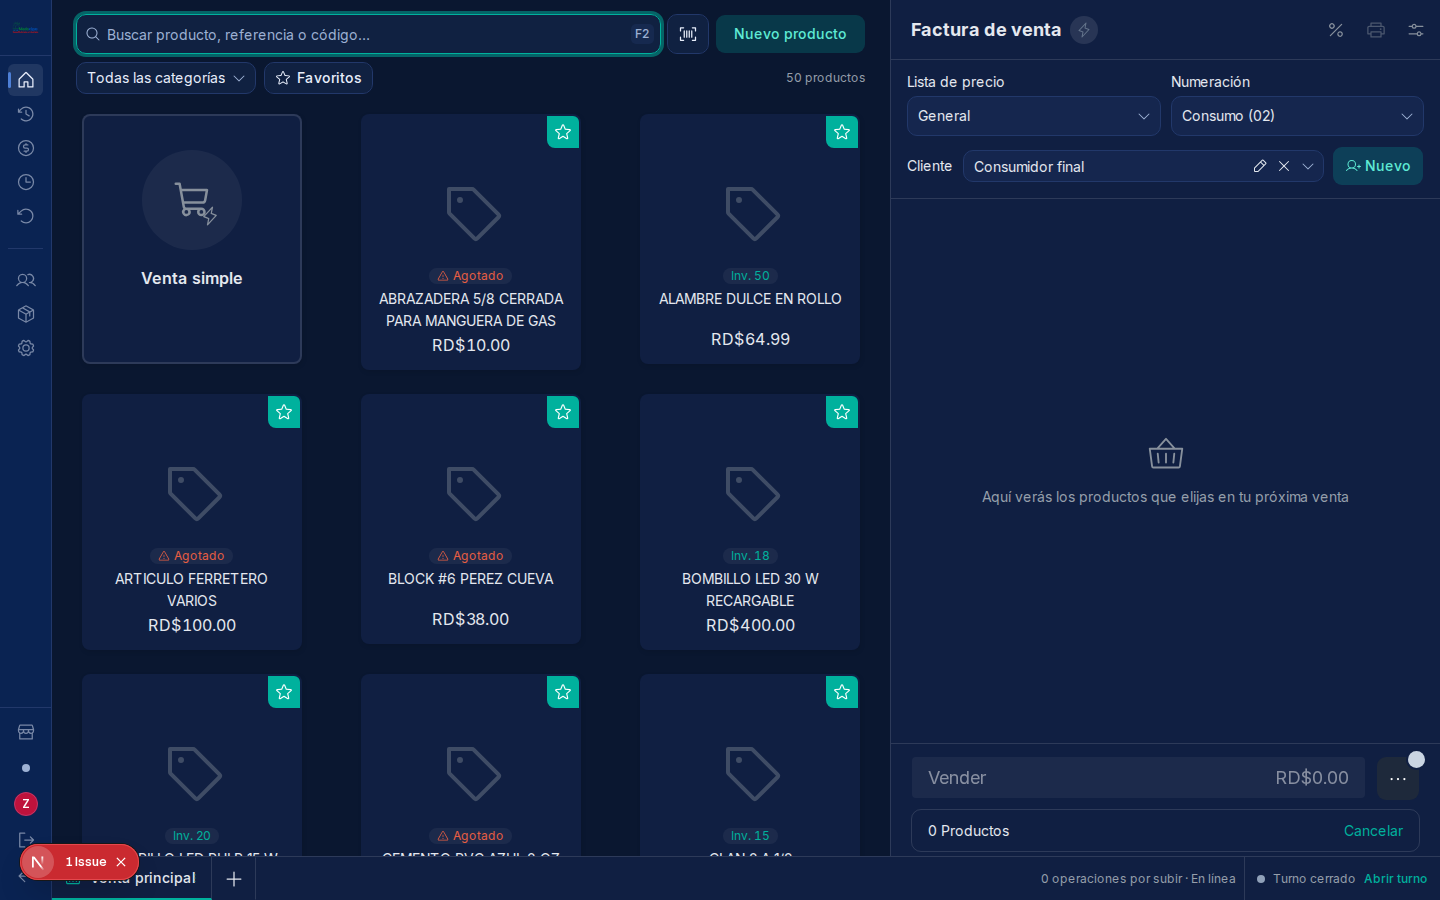 Buscar producto, referencia o código...
F2
Nuevo producto
Todas las categorías
Favoritos
50 productos
Venta simple
Agotado
ABRAZADERA 5/8 CERRADA
PARA MANGUERA DE GAS
RD$10.00
Inv. 50
ALAMBRE DULCE EN ROLLO
RD$64.99
Agotado
ARTICULO FERRETERO
VARIOS
RD$100.00
Agotado
BLOCK #6 PEREZ CUEVA
RD$38.00
Inv. 18
BOMBILLO LED 30 W
RECARGABLE
RD$400.00
Inv. 20
Agotado
Inv. 15
Factura de venta
Lista de precio
Numeración
General
Consumo (02)
Cliente
Consumidor final
Nuevo
Aquí verás los productos que elijas en tu próxima venta
Vender
RD$0.00
...
0 Productos
Cancelar
Z
N
1 Issue
principal
0 operaciones por subir · En línea
Turno cerrado
Abrir turno